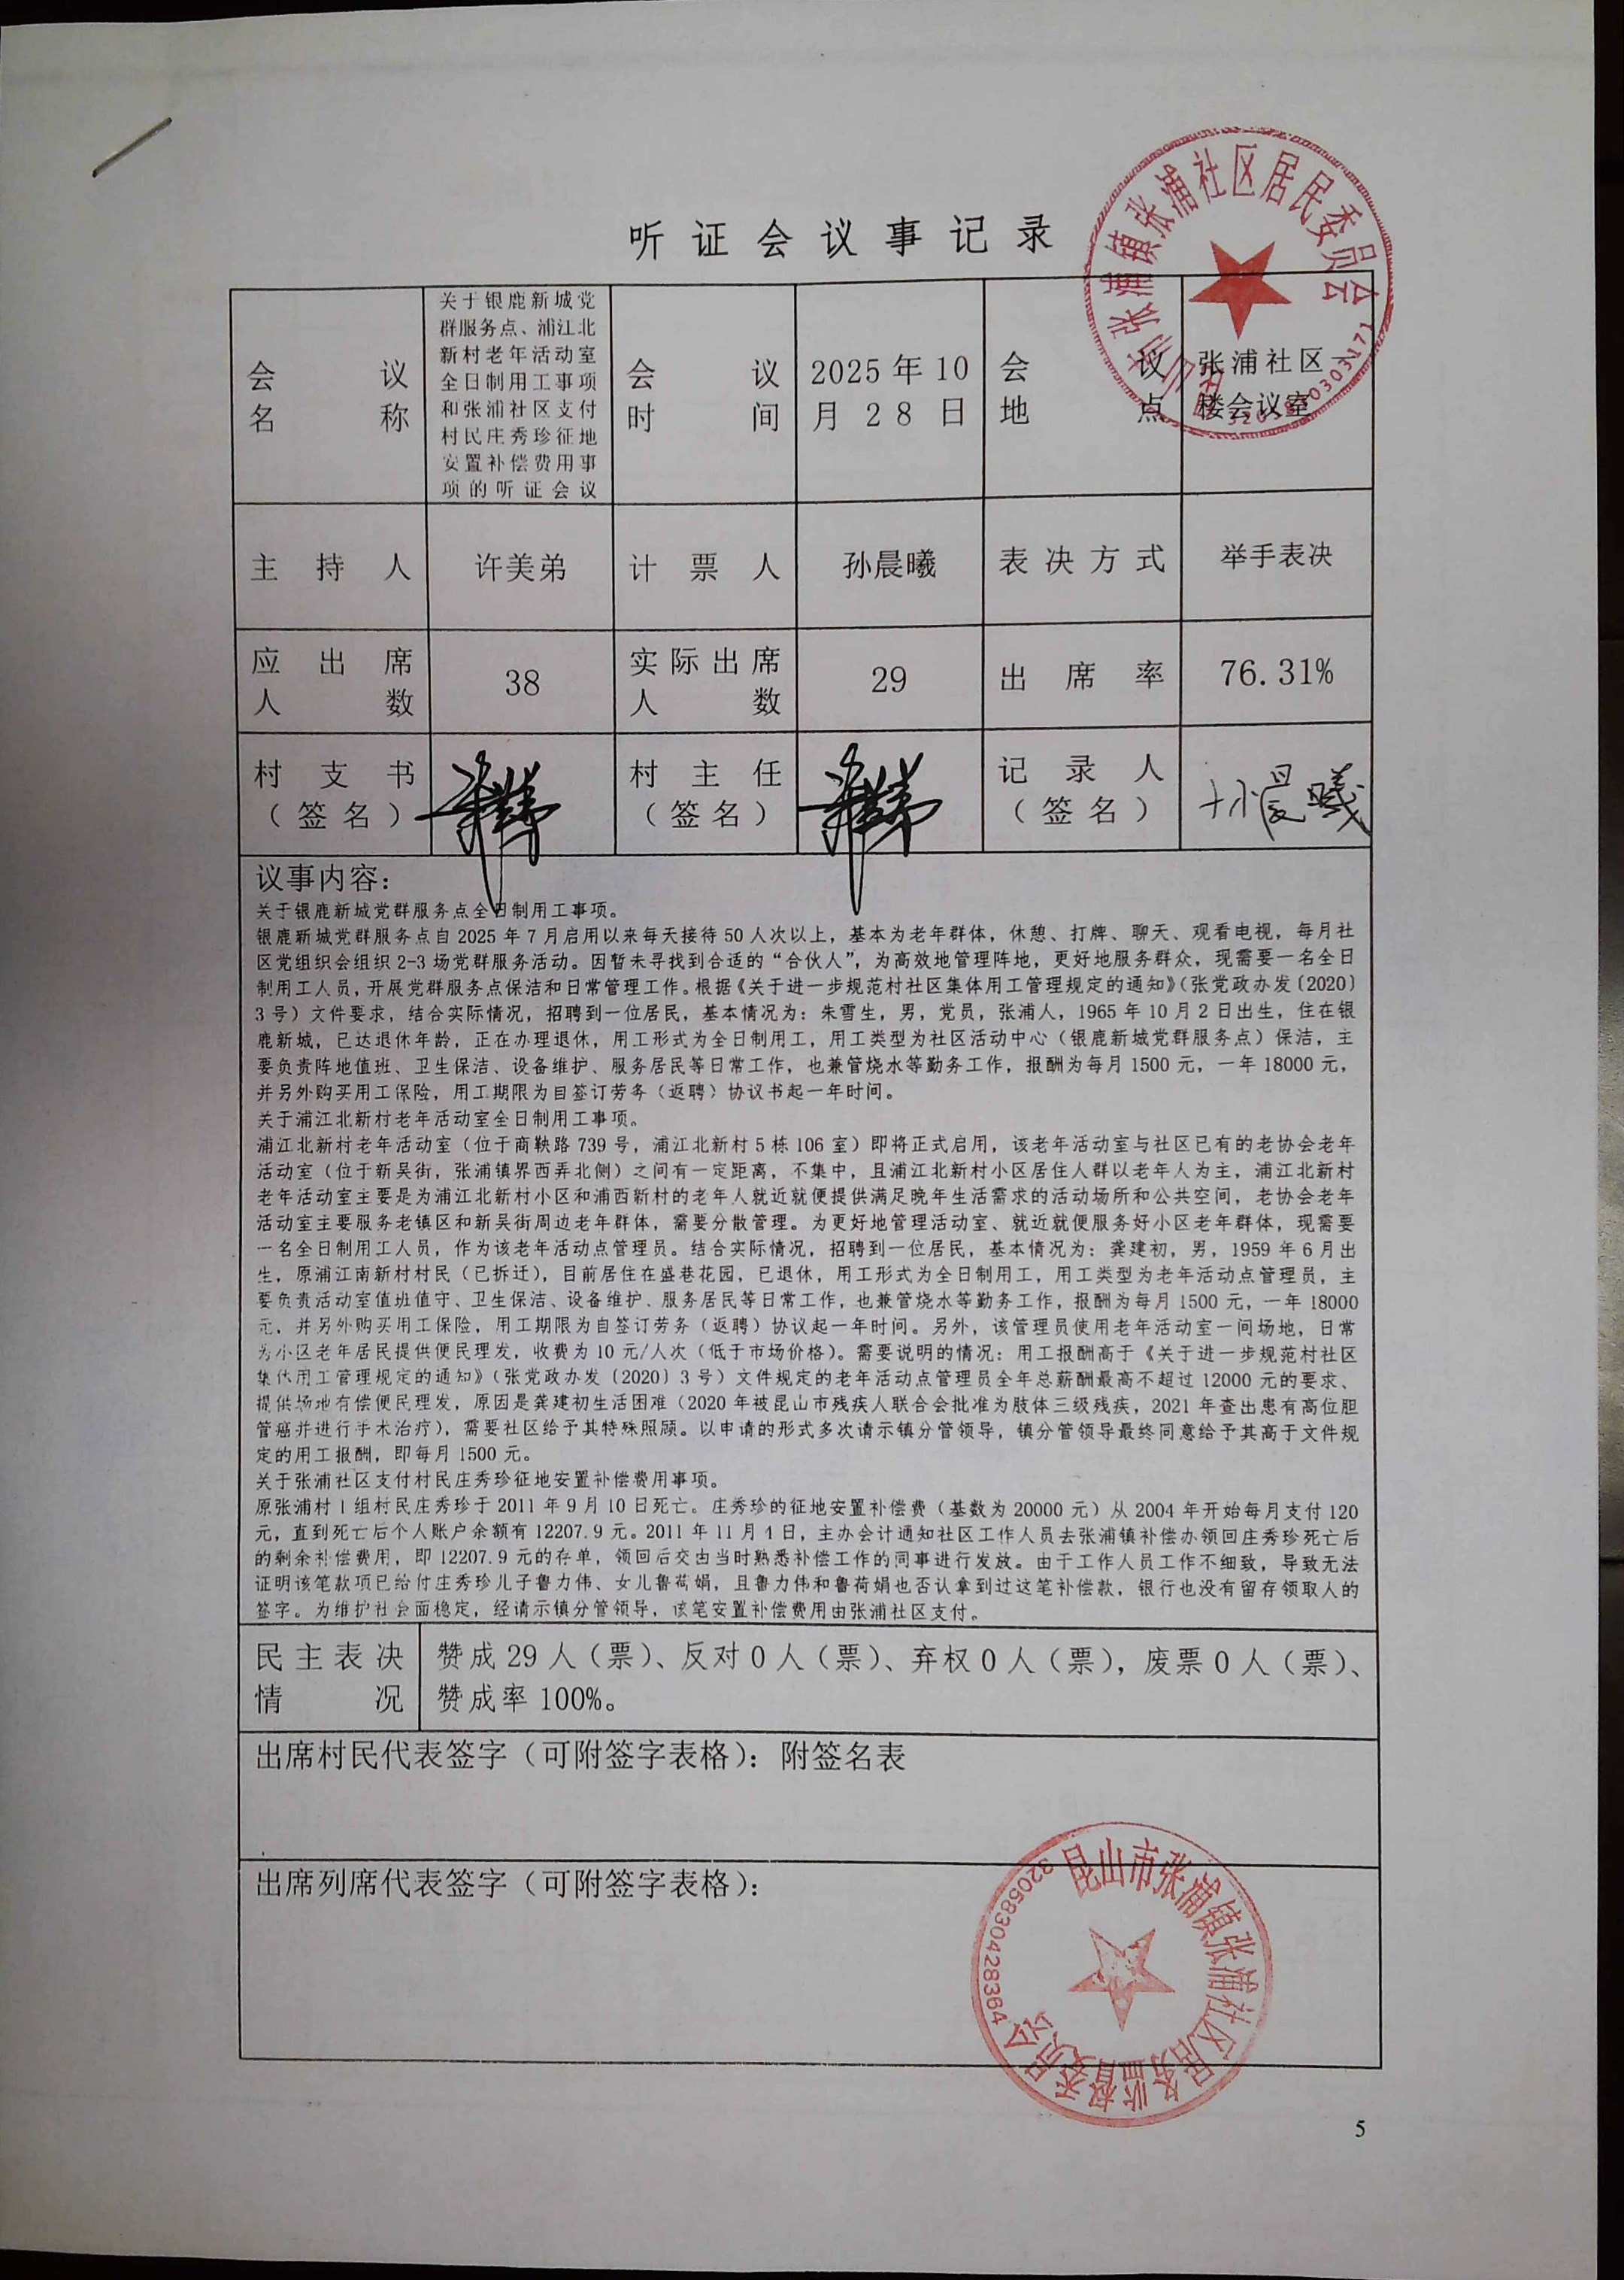 听证会议事记录
昆山市张浦镇张浦社区居民委员会
会议名称
关于银鹿新城党
群服务点、浦江北
新村老年活动室
全日制用工事项
和张浦社区支付
村民庄秀珍征地
安置补偿费用事
项的听证会议
会议时间
2025年10
月28日
会议地点
张浦社区
楼会议室
主持人 许美弟 计票人 孙晨曦 表决方式 举手表决
应出席人数 38 实际出席人数 29 出席率 76.31%
村支书（签名） 村主任（签名） 记录人（签名） 孙晨曦
议事内容：
关于银鹿新城党群服务点全日制用工事项。
银鹿新城党群服务点自2025年7月启用以来每天接待50人次以上，基本为老年群体，休憩、打牌、聊天、观看电视，每月社
区党组织会组织2-3场党群服务活动。因暂未寻找到合适的“合伙人”，为高效地管理阵地，更好地服务群众，现需要一名全日
制用工人员，开展党群服务点保洁和日常管理工作。根据《关于进一步规范村社区集体用工管理规定的通知》（张党政办发〔2020〕
3号）文件要求，结合实际情况，招聘到一位居民，基本情况为：朱雪生，男，党员，张浦人，1965年10月2日出生，住在银
鹿新城，已达退休年龄，正在办理退休，用工形式为全日制用工，用工类型为社区活动中心（银鹿新城党群服务点）保洁，主
要负责阵地值班、卫生保洁、设备维护、服务居民等日常工作，也兼管烧水等勤务工作，报酬为每月1500元，一年18000元，
并另外购买用工保险，用工期限为自签订劳务（返聘）协议书起一年时间。
关于浦江北新村老年活动室全日制用工事项。
浦江北新村老年活动室（位于商鞅路739号，浦江北新村5栋106室）即将正式启用，该老年活动室与社区已有的老协会老年
活动室（位于新吴街，张浦镇界西弄北侧）之间有一定距离，不集中，且浦江北新村小区居住人群以老年人为主，浦江北新村
老年活动室主要是为浦江北新村小区和浦西新村的老年人就近就便提供满足晚年生活需求的活动场所和公共空间，老协会老年
活动室主要服务老镇区和新吴街周边老年群体，需要分散管理。为更好地管理活动室、就近就便服务好小区老年群体，现需要
一名全日制用工人员，作为该老年活动点管理员。结合实际情况，招聘到一位居民，基本情况为：龚建初，男，1959年6月出
生，原浦江南新村村民（已拆迁），目前居住在盛巷花园，已退休，用工形式为全日制用工，用工类型为老年活动点管理员，主
要负责活动室值班值守、卫生保洁、设备维护、服务居民等日常工作，也兼管烧水等勤务工作，报酬为每月1500元，一年18000
元，并另外购买用工保险，用工期限为自签订劳务（返聘）协议起一年时间。另外，该管理员使用老年活动室一间场地，日常
为小区老年居民提供便民理发，收费为10元/人次（低于市场价格）。需要说明的情况：用工报酬高于《关于进一步规范村社区
集体用工管理规定的通知》（张党政办发〔2020〕3号）文件规定的老年活动点管理员全年总薪酬最高不超过12000元的要求、
提供场地有偿便民理发，原因是龚建初生活困难（2020年被昆山市残疾人联合会批准为肢体三级残疾，2021年查出患有高位胆
管癌并进行手术治疗），需要社区给予其特殊照顾。以申请的形式多次请示镇分管领导，镇分管领导最终同意给予其高于文件规
定的用工报酬，即每月1500元。
关于张浦社区支付村民庄秀珍征地安置补偿费用事项。
原张浦村1组村民庄秀珍于2011年9月10日死亡。庄秀珍的征地安置补偿费（基数为20000元）从2004年开始每月支付120
元，直到死亡后个人账户余额有12207.9元。2011年11月4日，主办会计通知社区工作人员去张浦镇补偿办领回庄秀珍死亡后
的剩余补偿费用，即12207.9元的存单，领回后交由当时熟悉补偿工作的同事进行发放。由于工作人员工作不细致，导致无法
证明该笔款项已给付庄秀珍儿子鲁力伟、女儿鲁荷娟，且鲁力伟和鲁荷娟也否认拿到过这笔补偿款，银行也没有留存领取人的
签字。为维护社会面稳定，经请示镇分管领导，该笔安置补偿费用由张浦社区支付。
民主表决情况
赞成29人（票）、反对0人（票）、弃权0人（票），废票0人（票）、
赞成率100%。
出席村民代表签字（可附签字表格）：附签名表
出席列席代表签字（可附签字表格）：
昆山市张浦镇张浦社区居务监督委员会
3205830428364
5